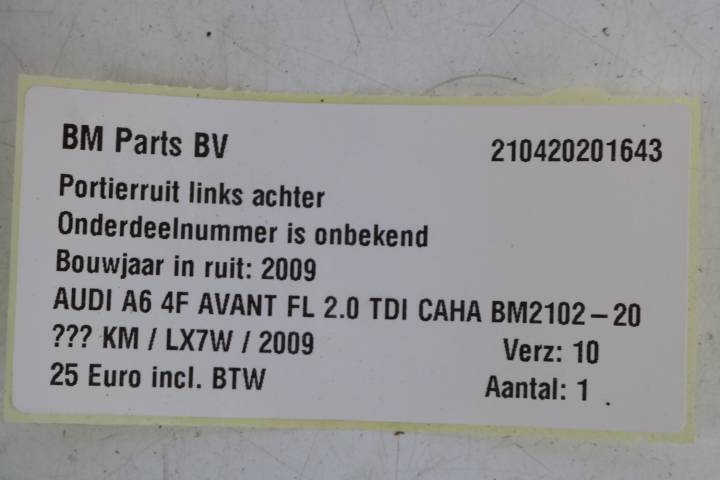 BM Parts BV 210420201643
Portierruit links achter
Onderdeelnummer is onbekend
Bouwjaar in ruit: 2009
AUDI A6 4F AVANT FL 2.0 TDI CAHA BM2102-20
??? KM / LX7W / 2009 Verz: 10
25 Euro incl. BTW Aantal: 1